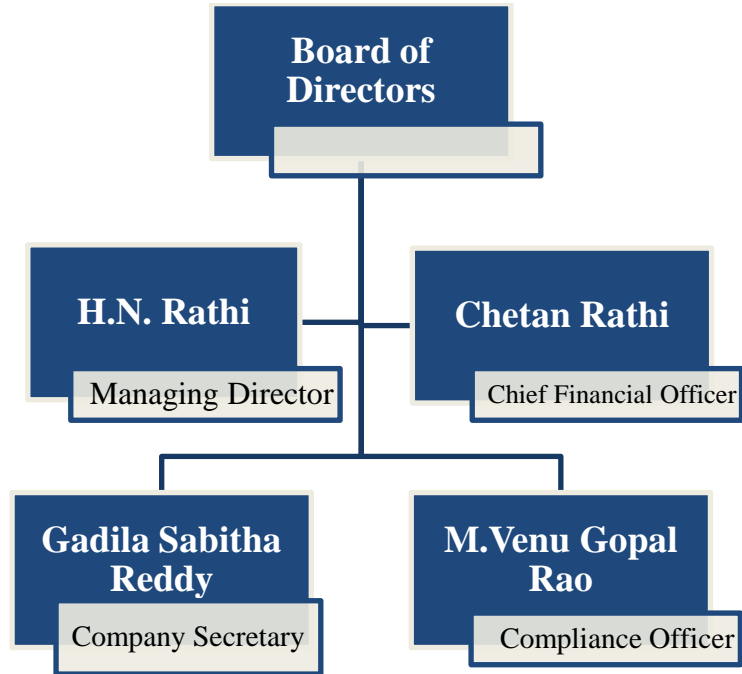 Board of
Directors
H.N. Rathi
Managing Director
Chetan Rathi
Chief Financial Officer
Gadila Sabitha
Reddy
Company Secretary
M.Venu Gopal
Rao
Compliance Officer